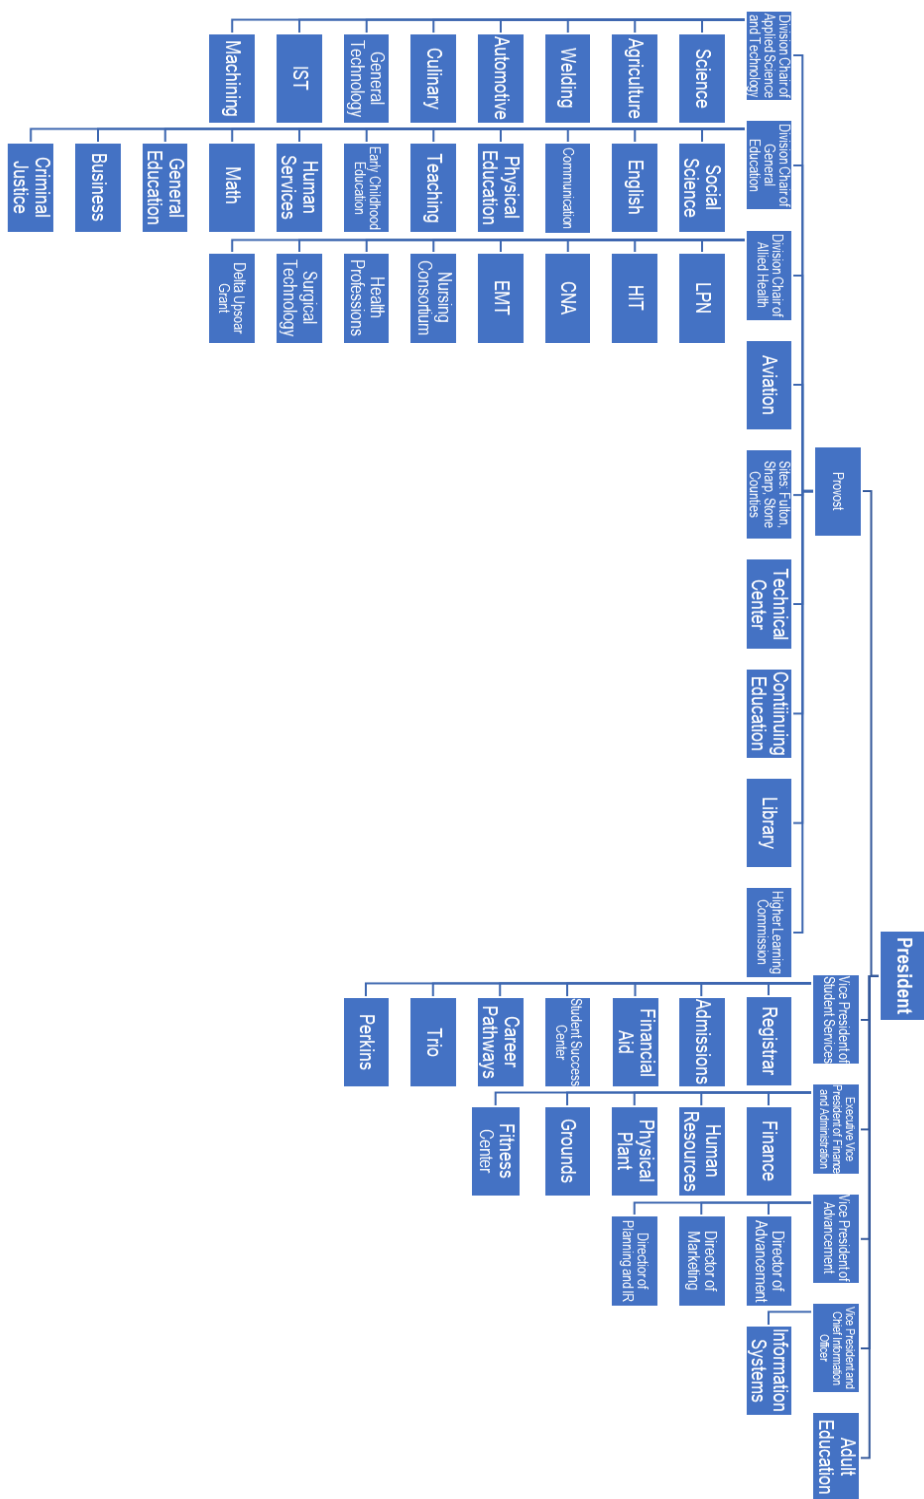 President
Provost
Vice President of
Student Services
Executive Vice
President of Finance
and Administration
Vice President of
Advancement
Vice President and
Chief Information
Officer
Adult
Education
Division Chair of
Applied Science
and Technology
Division Chair of
General
Education
Division Chair of
Allied Health
Aviation
Sites: Fulton,
Sharp, Stone
Counties
Technical
Center
Contiinuing
Education
Library
Higher Learning
Commission
Science
Agriculture
Welding
Automotive
Culinary
General
Technology
IST
Machining
Social
Science
English
Communication
Physical
Education
Teaching
Early Childhood
Education
Human
Services
Math
General
Education
Business
Criminal
Justice
LPN
HIT
CNA
EMT
Nursing
Consortium
Health
Professions
Surgical
Technology
Delta Upsoar
Grant
Registrar
Admissions
Financial
Aid
Student Success
Center
Career
Pathways
Trio
Perkins
Finance
Human
Resources
Physical
Plant
Grounds
Fitness
Center
Director of
Advancement
Director of
Marketing
Directior of
Planning and IR
Information
Systems